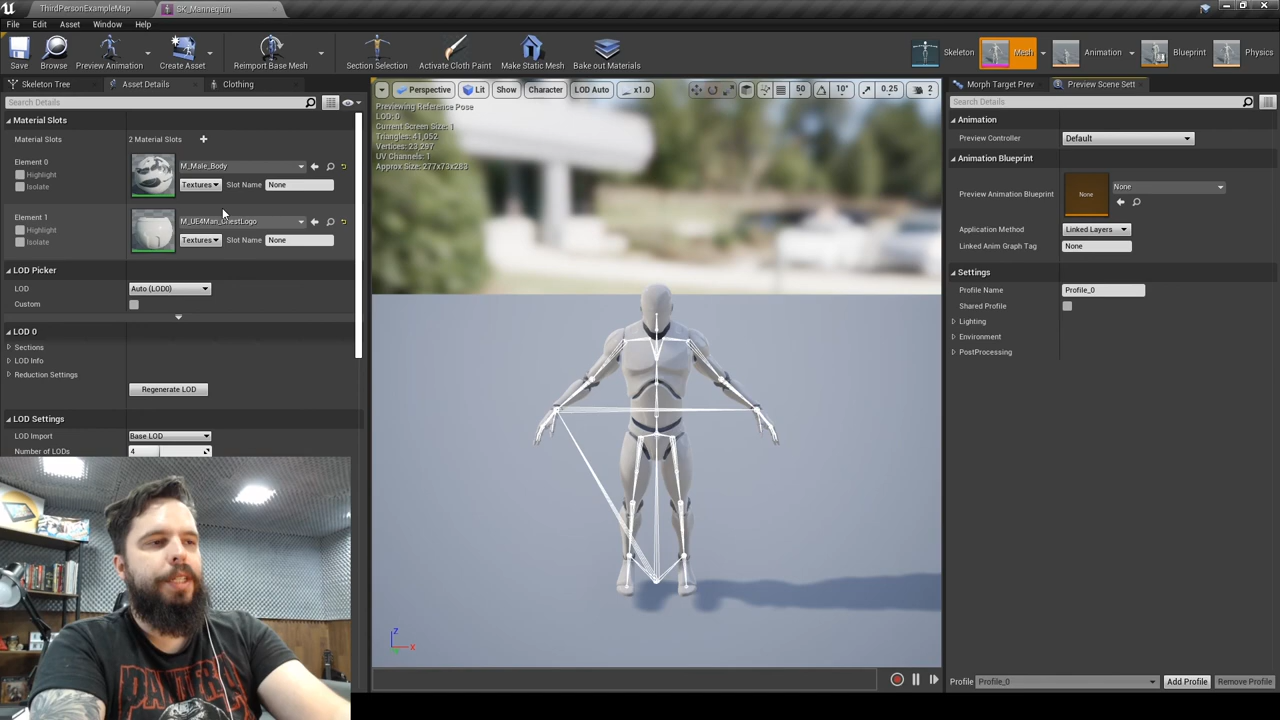 ThirdPersonExampleMap
SK_Mannequin
File
Edit
Asset
Window
Help
Save
Browse
Preview Animation
Create Asset
Reimport Base Mesh
Section Selection
Activate Cloth Paint
Make Static Mesh
Bake out Materials
Skeleton
Mesh
Animation
Blueprint
Physics
Skeleton Tree
Asset Details
Clothing
Search Details
Material Slots
Material Slots
2 Material Slots
Element 0
Highlight
Isolate
M_Male_Body
Textures
Slot Name
None
Element 1
Highlight
Isolate
M_UE4Man_ChestLogo
Textures
Slot Name
None
LOD Picker
LOD
Auto (LOD0)
Custom
LOD 0
Sections
LOD Info
Reduction Settings
Regenerate LOD
LOD Settings
LOD Import
Base LOD
Number of LODs
4
Perspective
Lit
Show
Character
LOD Auto
x1.0
50
10°
0.25
2
Previewing Reference Pose
LOD: 0
Current Screen Size: 1
Triangles: 41,052
Vertices: 23,297
UV Channels: 1
Approx Size: 277x73x283
Z
X
Morph Target Prev
Preview Scene Sett
Search Details
Animation
Preview Controller
Default
Animation Blueprint
Preview Animation Blueprint
None
None
Application Method
Linked Layers
Linked Anim Graph Tag
None
Settings
Profile Name
Profile_0
Shared Profile
Lighting
Environment
PostProcessing
Profile
Profile_0
Add Profile
Remove Profile
PANTERA